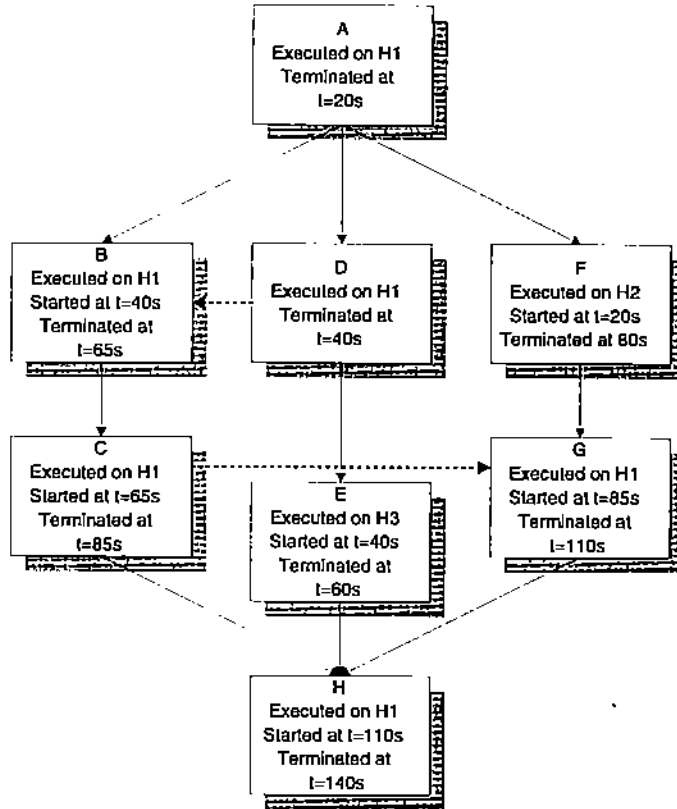 A
Executed on H1
Terminated at
t=20s
B
Executed on H1
Started at t=40s
Terminated at
t=65s
D
Executed on H1
Terminated at
t=40s
F
Executed on H2
Started at t=20s
Terminated at 80s
C
Executed on H1
Started at t=65s
Terminated at
t=85s
E
Executed on H3
Started at t=40s
Terminated at
t=60s
G
Executed on H1
Started at t=85s
Terminated at
t=110s
H
Executed on H1
Started at t=110s
Terminated at
t=140s